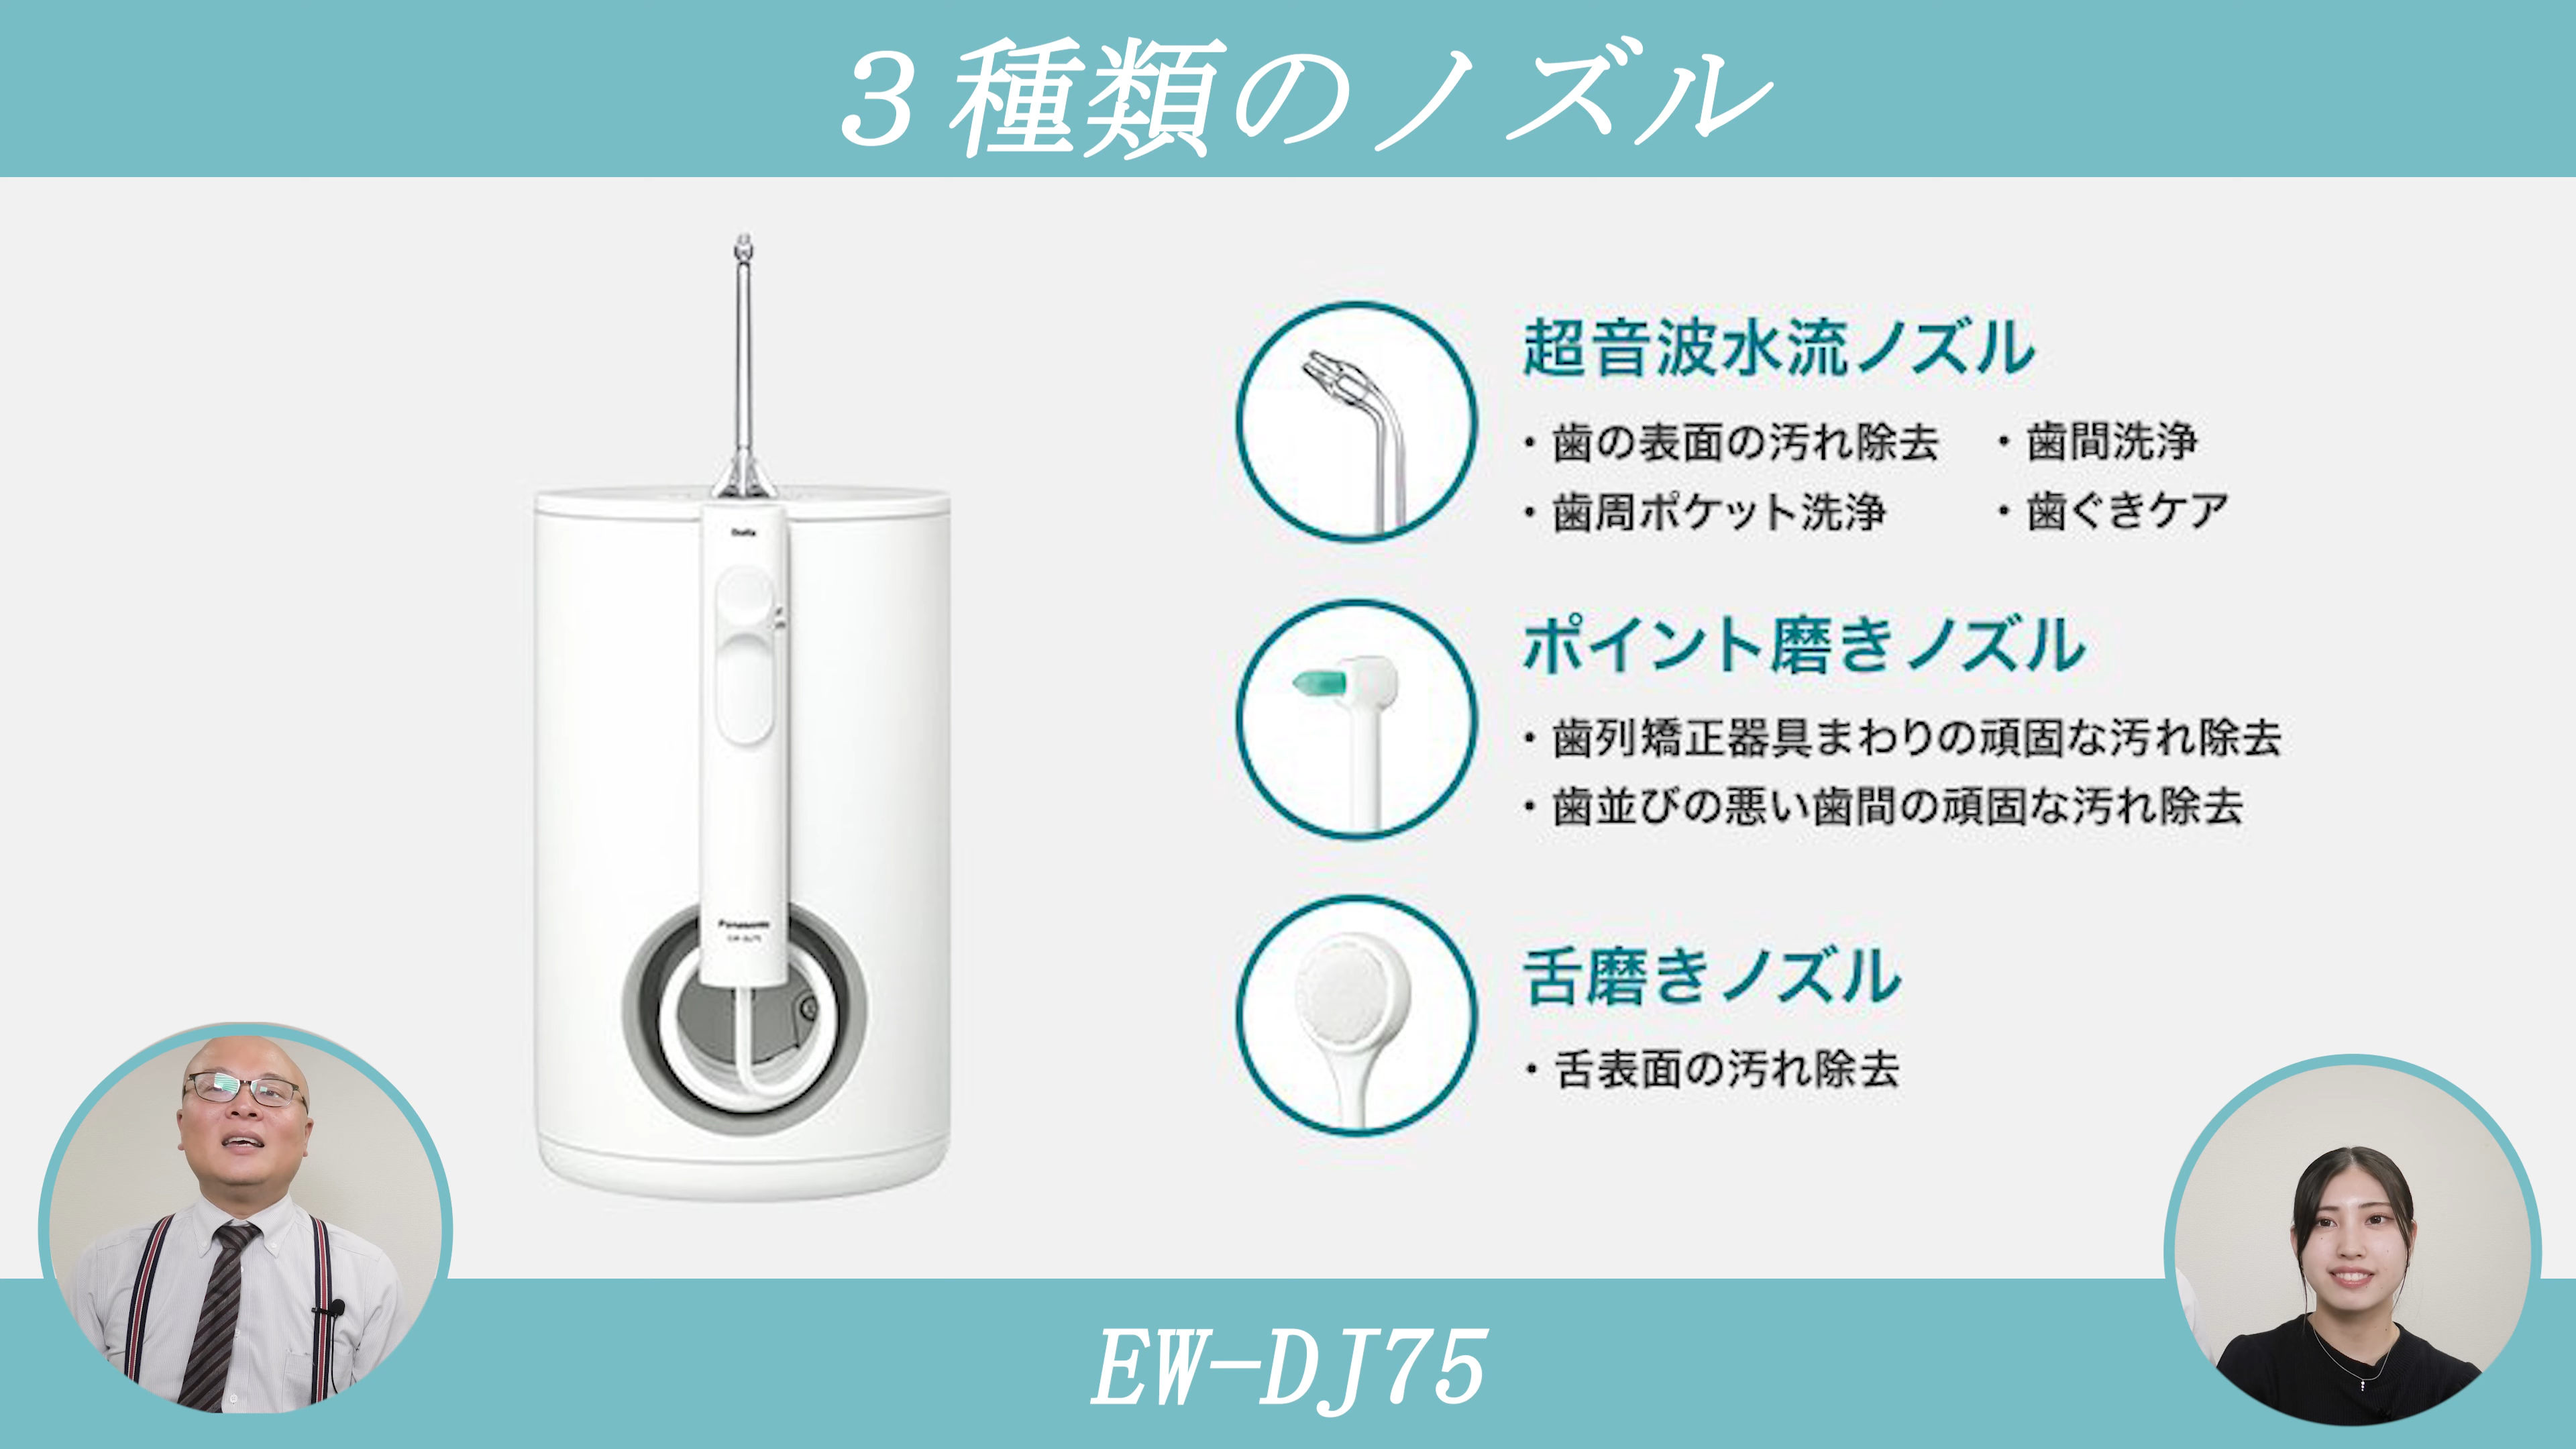 ３種類のノズル
Doltz
Panasonic
EW-DJ75
超音波水流ノズル
・歯の表面の汚れ除去 ・歯間洗浄
・歯周ポケット洗浄 ・歯ぐきケア
ポイント磨きノズル
・歯列矯正器具まわりの頑固な汚れ除去
・歯並びの悪い歯間の頑固な汚れ除去
舌磨きノズル
・舌表面の汚れ除去
EW-DJ75